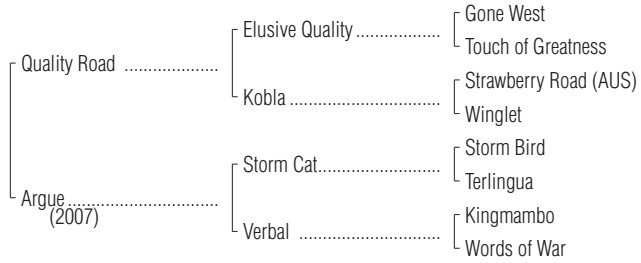 Gone West
Elusive Quality ..................
Touch of Greatness
Quality Road .....................
Strawberry Road (AUS)
Kobla .................................
Winglet
Storm Bird
Storm Cat...........................
Terlingua
Argue.................................
(2007)
Kingmambo
Verbal ...............................
Words of War